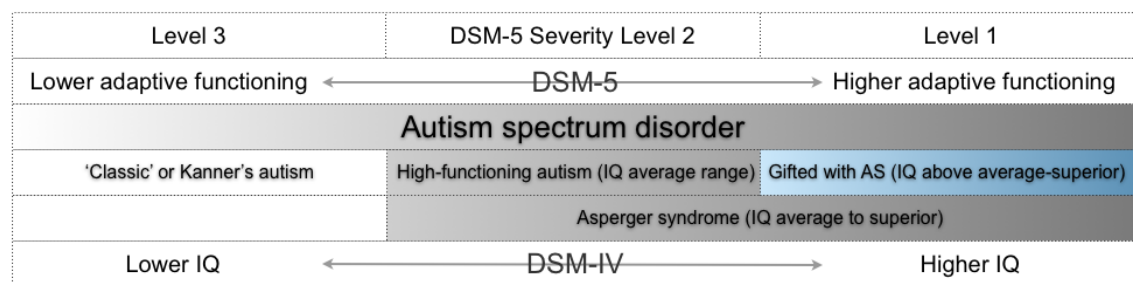 Level 3 DSM-5 Severity Level 2 Level 1
Lower adaptive functioning DSM-5 Higher adaptive functioning
Autism spectrum disorder
‘Classic’ or Kanner’s autism High-functioning autism (IQ average range) Gifted with AS (IQ above average-superior)
Asperger syndrome (IQ average to superior)
Lower IQ DSM-IV Higher IQ